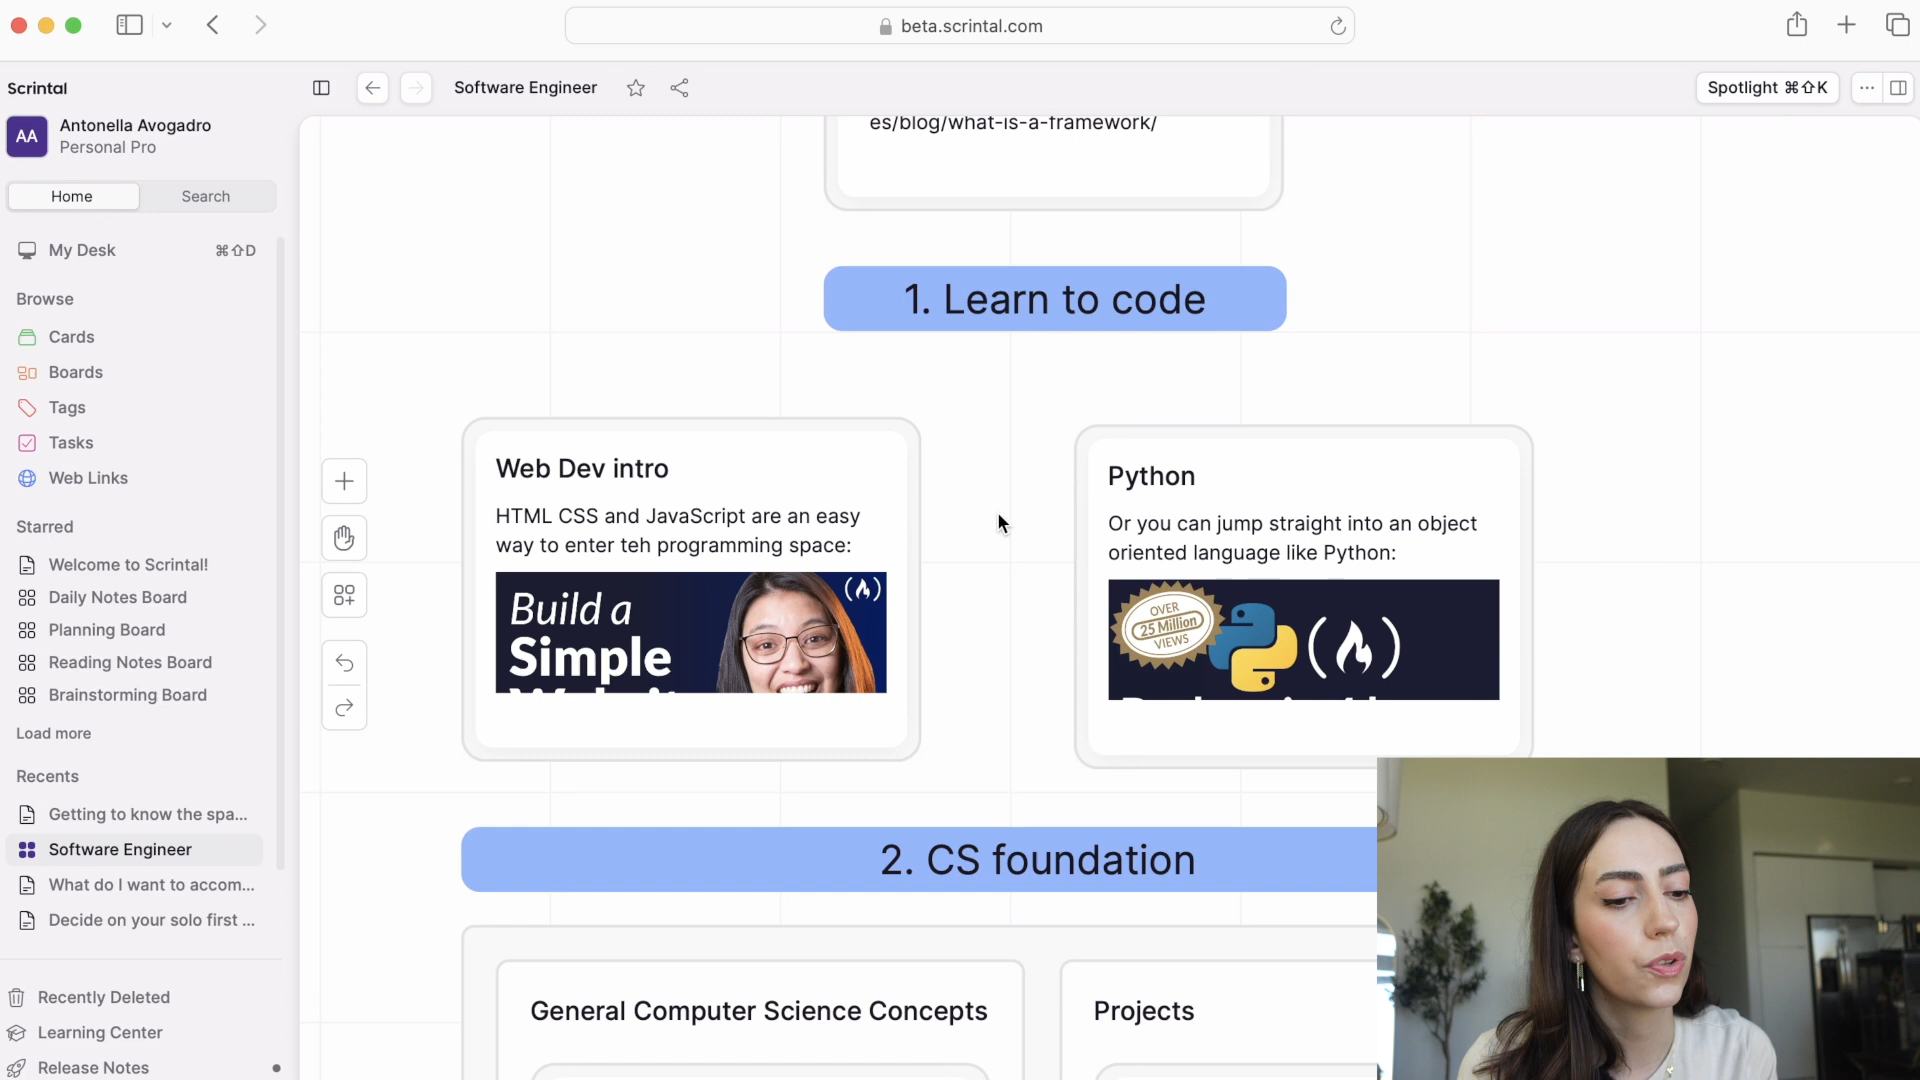 beta.scrintal.com
Scrintal
Software Engineer
Spotlight ⌘⇧K
AA
Antonella Avogadro
Personal Pro
Home
Search
My Desk
⌘⇧D
Browse
Cards
Boards
Tags
Tasks
Web Links
Starred
Welcome to Scrintal!
Daily Notes Board
Planning Board
Reading Notes Board
Brainstorming Board
Load more
Recents
Getting to know the spa...
Software Engineer
What do I want to accom...
Decide on your solo first ...
Recently Deleted
Learning Center
Release Notes
es/blog/what-is-a-framework/
1. Learn to code
Web Dev intro
HTML CSS and JavaScript are an easy
way to enter teh programming space:
Build a
Simple
Python
Or you can jump straight into an object
oriented language like Python:
OVER
25 Million
VIEWS
2. CS foundation
General Computer Science Concepts
Projects